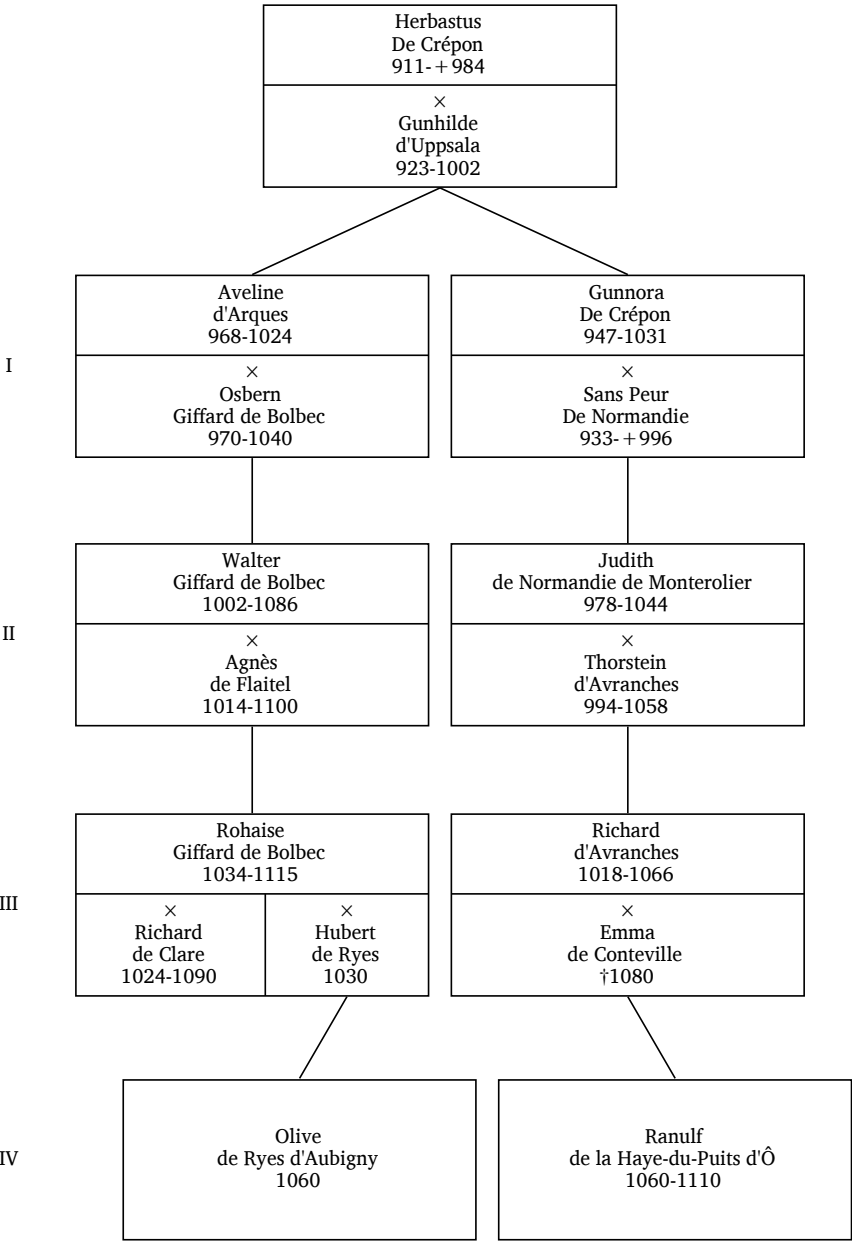 Herbastus
De Crépon
911-+984
×
Gunhilde
d'Uppsala
923-1002
I
Aveline
d'Arques
968-1024
×
Osbern
Giffard de Bolbec
970-1040
Gunnora
De Crépon
947-1031
×
Sans Peur
De Normandie
933-+996
II
Walter
Giffard de Bolbec
1002-1086
×
Agnès
de Flaitel
1014-1100
Judith
de Normandie de Monterolier
978-1044
×
Thorstein
d'Avranches
994-1058
III
Rohaise
Giffard de Bolbec
1034-1115
×
Richard
de Clare
1024-1090
×
Hubert
de Ryes
1030
Richard
d'Avranches
1018-1066
×
Emma
de Conteville
†1080
IV
Olive
de Ryes d'Aubigny
1060
Ranulf
de la Haye-du-Puits d'Ô
1060-1110